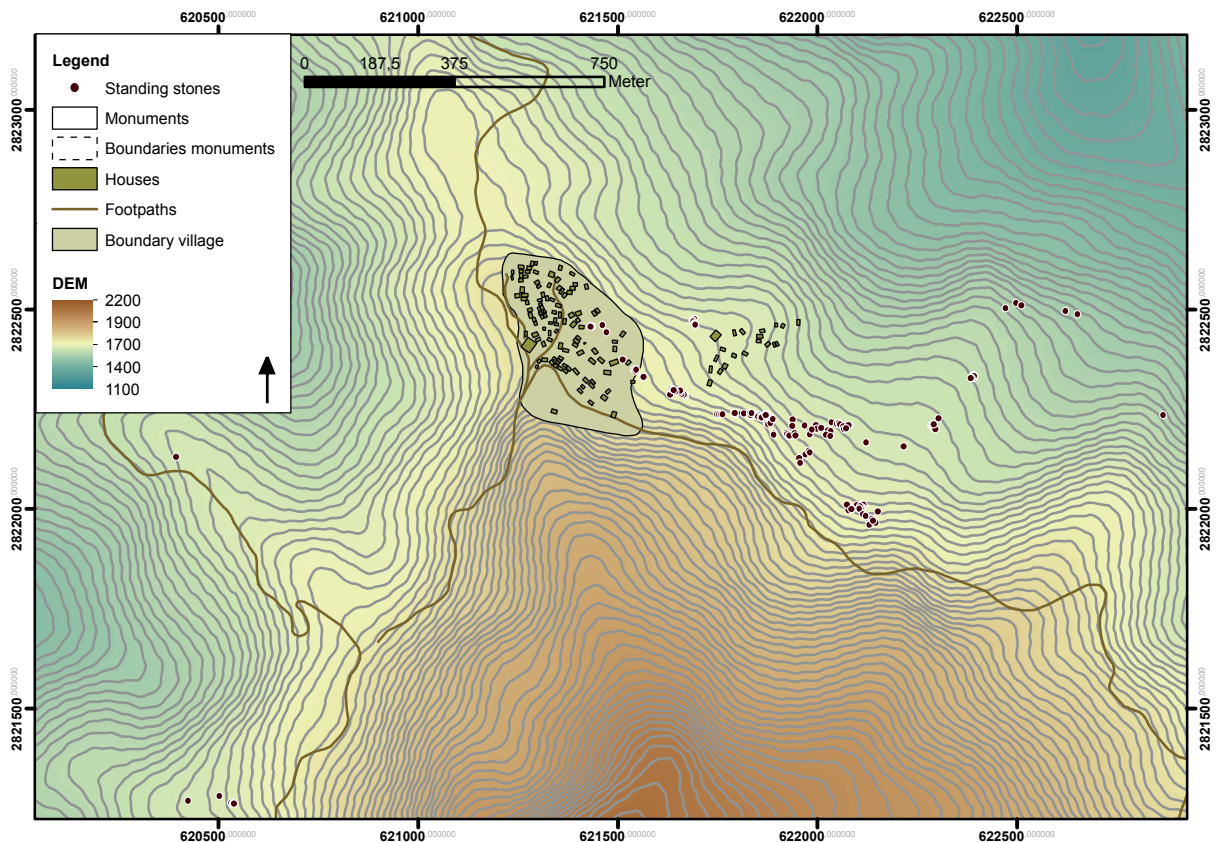 620500.000000 621000.000000 621500.000000 622000.000000 622500.000000
Legend
Standing stones
Monuments
Boundaries monuments
Houses
Footpaths
Boundary village
DEM
2200
1900
1700
1400
1100
0 187,5 375 750
Meter
2823000.000000
2822500.000000
2822000.000000
2821500.000000
2823000.000000
2822500.000000
2822000.000000
2821500.000000
620500.000000 621000.000000 621500.000000 622000.000000 622500.000000